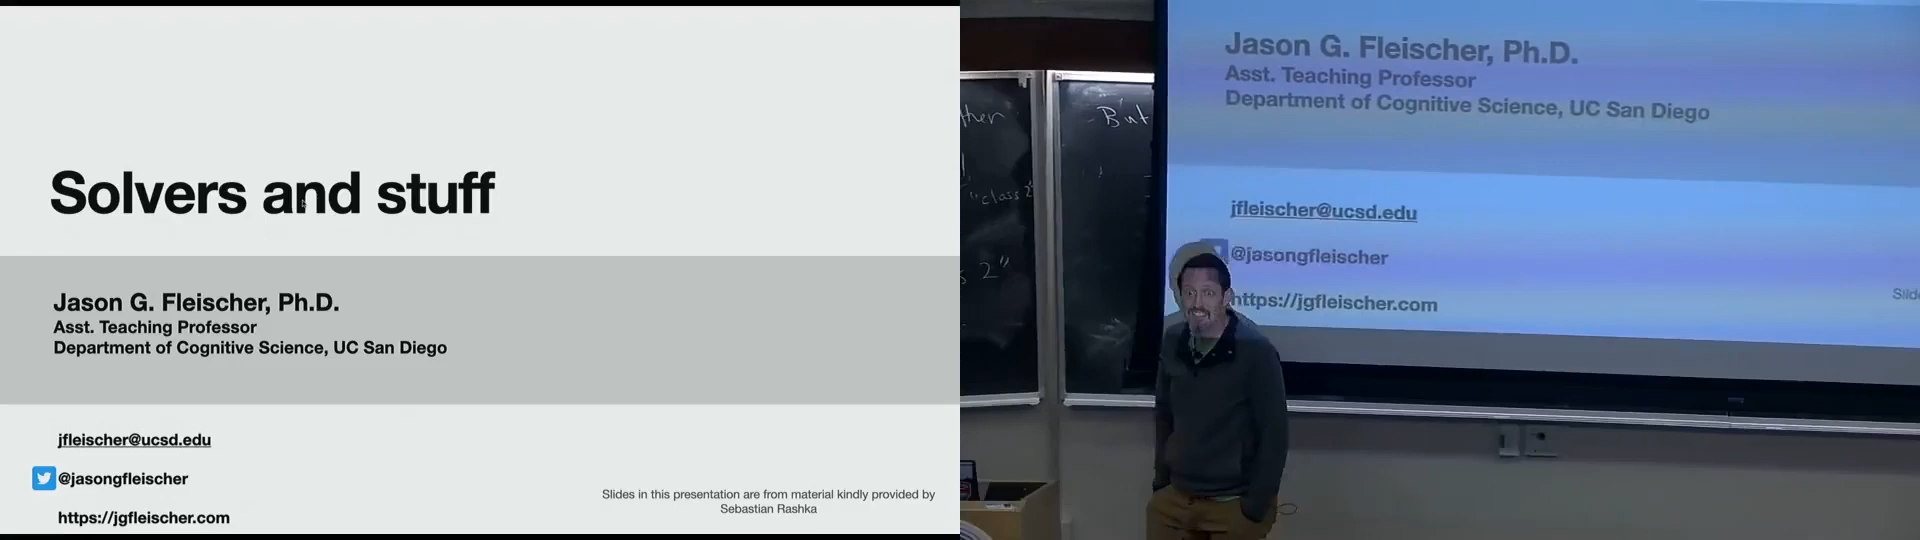 Solvers and stuff
Jason G. Fleischer, Ph.D.
Asst. Teaching Professor
Department of Cognitive Science, UC San Diego
jfleischer@ucsd.edu
@jasongfleischer
https://jgfleischer.com
Slides in this presentation are from material kindly provided by
Sebastian Rashka
But
"class 2"
2"
Jason G. Fleischer, Ph.D.
Asst. Teaching Professor
Department of Cognitive Science, UC San Diego
jfleischer@ucsd.edu
@jasongfleischer
https://jgfleischer.com